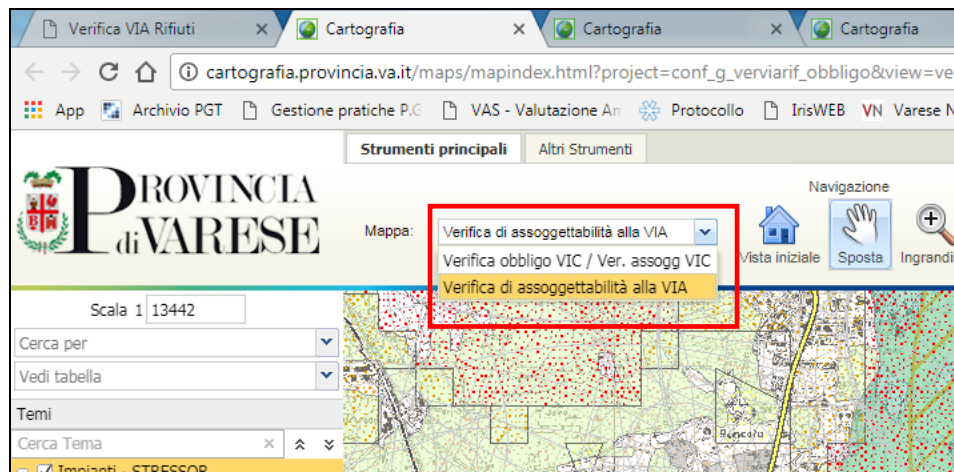 Verifica VIA Rifiuti
Cartografia
Cartografia
Cartografia
cartografia.provincia.va.it/maps/mapindex.html?project=conf_g_verviarif_obbligo&view=ve
App Archivio PGT Gestione pratiche P.G VAS - Valutazione Am Protocollo IrisWEB VN Varese N
Strumenti principali Altri Strumenti
PROVINCIA
di VARESE
Mappa: Verifica di assoggettabilità alla VIA
Verifica obbligo VIC / Ver. assogg VIC
Verifica di assoggettabilità alla VIA
Navigazione
Vista iniziale Sposta Ingrandi
Scala 1 13442
Cerca per
Vedi tabella
Temi
Cerca Tema
Impianti - STRESSOR